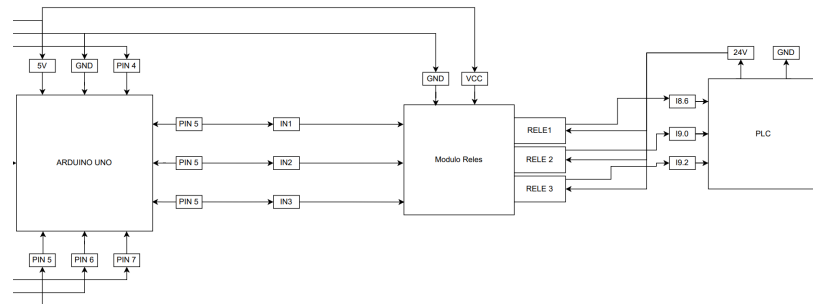 24V
GND
5V
GND
PIN 4
GND
VCC
I8.6
RELE1
PIN 5
IN1
I9.0
PLC
ARDUINO UNO
PIN 5
IN2
Modulo Reles
RELE 2
I9.2
PIN 5
IN3
RELE 3
PIN 5
PIN 6
PIN 7